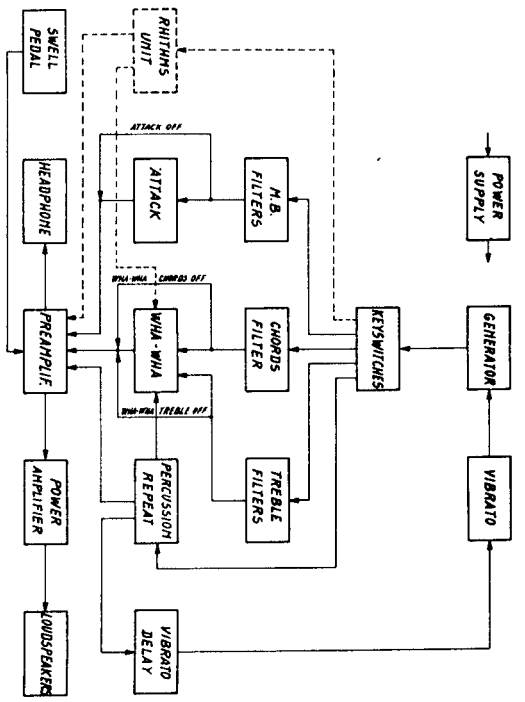 POWER
SUPPLY
GENERATOR
VIBRATO
KEYSWITCHES
M.B.
FILTERS
CHORDS
FILTER
TREBLE
FILTERS
RHITHMS
UNIT
ATTACK OFF
ATTACK
WHA-WHA CHORDS OFF
WHA-WHA
WHA-WHA TREBLE OFF
PERCUSSION
REPEAT
VIBRATO
DELAY
SWELL
PEDAL
HEADPHOME
PREAMPLIF.
POWER
AMPLIFIER
LOUDSPEAKERS